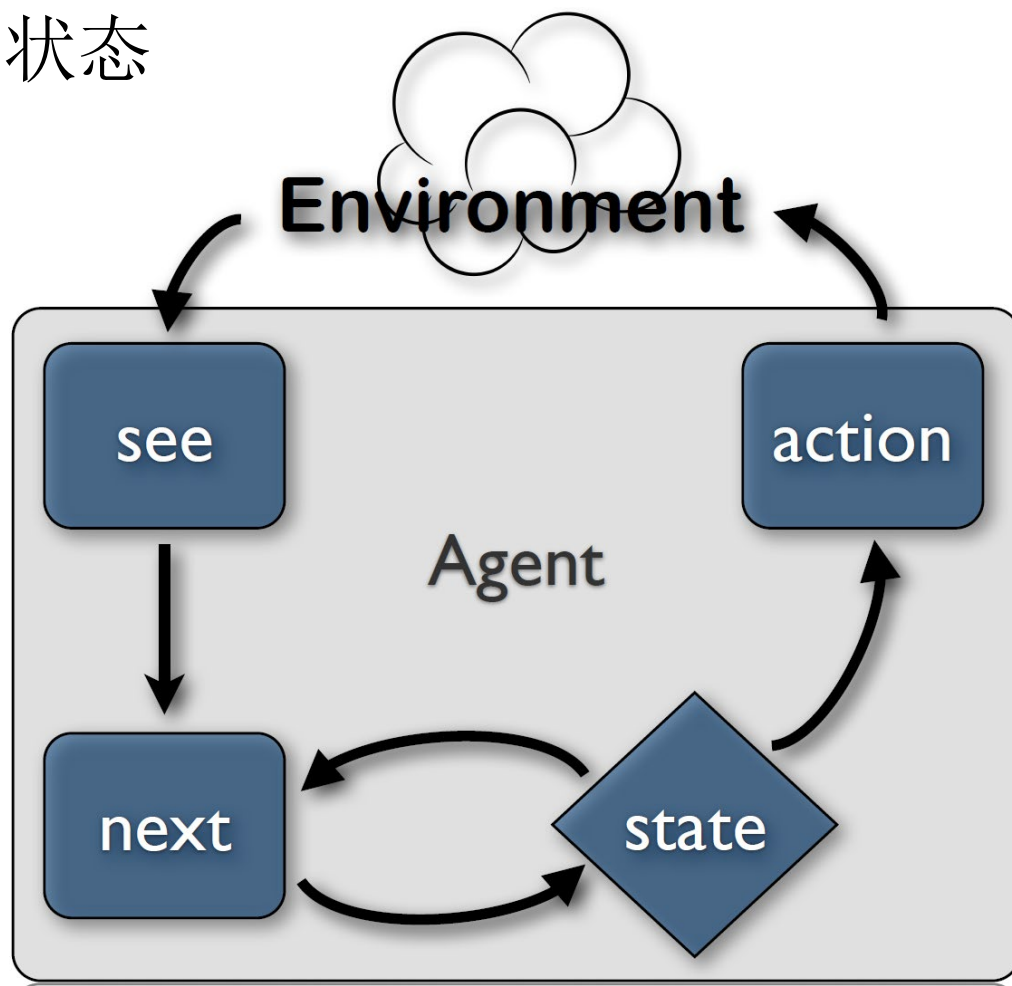 状态
Environment
see
action
Agent
next
state